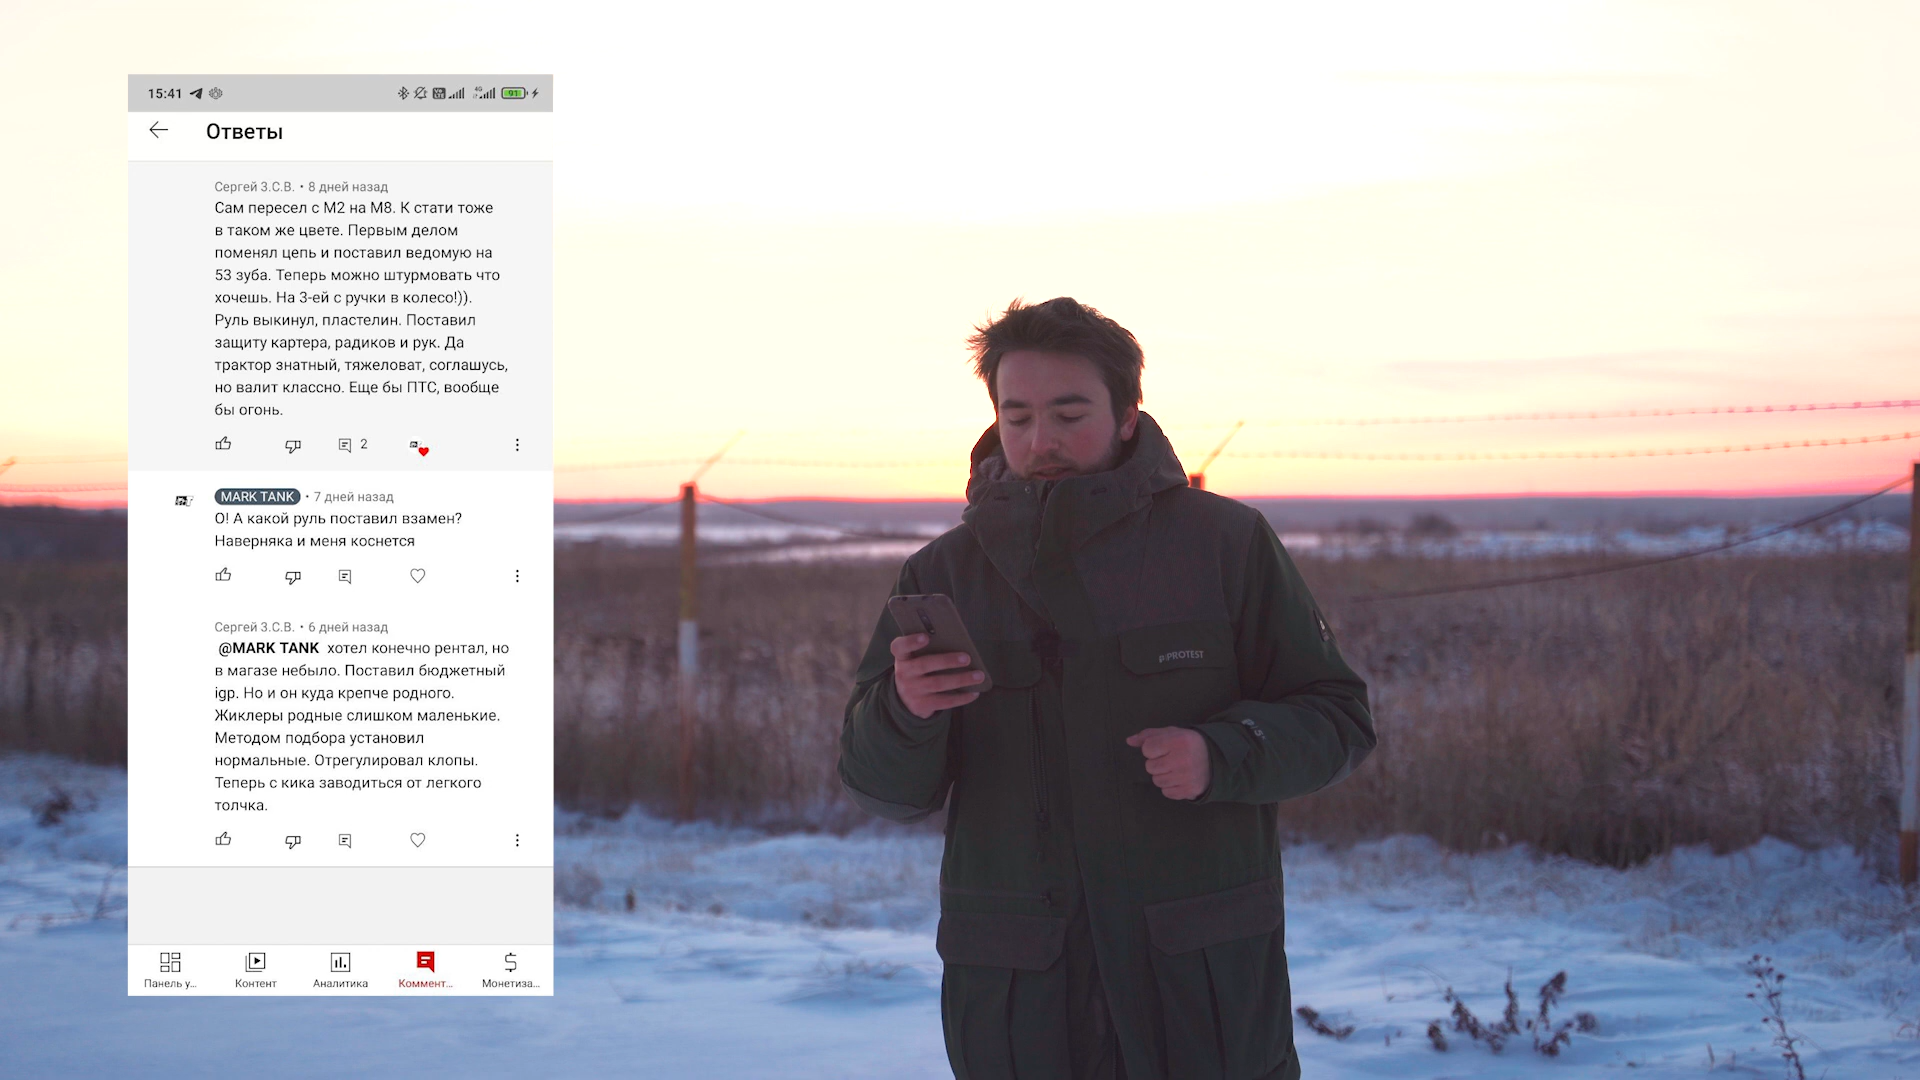 15:41
4G
91
Ответы
Сергей З.С.В. • 8 дней назад
Сам пересел с М2 на М8. К стати тоже
в таком же цвете. Первым делом
поменял цепь и поставил ведомую на
53 зуба. Теперь можно штурмовать что
хочешь. На 3-ей с ручки в колесо!)).
Руль выкинул, пластелин. Поставил
защиту картера, радиков и рук. Да
трактор знатный, тяжеловат, соглашусь,
но валит классно. Еще бы ПТС, вообще
бы огонь.
2
MARK TANK • 7 дней назад
О! А какой руль поставил взамен?
Наверняка и меня коснется
Сергей З.С.В. • 6 дней назад
@MARK TANK хотел конечно рентал, но
в магазе небыло. Поставил бюджетный
igp. Но и он куда крепче родного.
Жиклеры родные слишком маленькие.
Методом подбора установил
нормальные. Отрегулировал клопы.
Теперь с кика заводиться от легкого
толчка.
Панель у...
Контент
Аналитика
Коммент...
Монетиза...
PROTEST